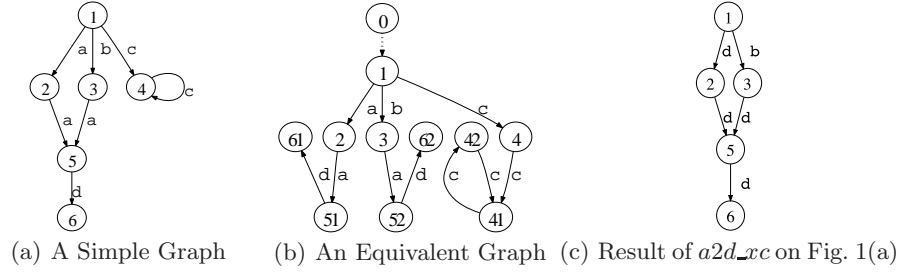 1
a b c
2 3 4 c
a a
5
d
6
(a) A Simple Graph
0
1
a b c
61 2 3 62 42 4
d a a d c c c
51 52 41
(b) An Equivalent Graph
1
d b
2 3
d d
5
d
6
(c) Result of a2d_xc on Fig. 1(a)